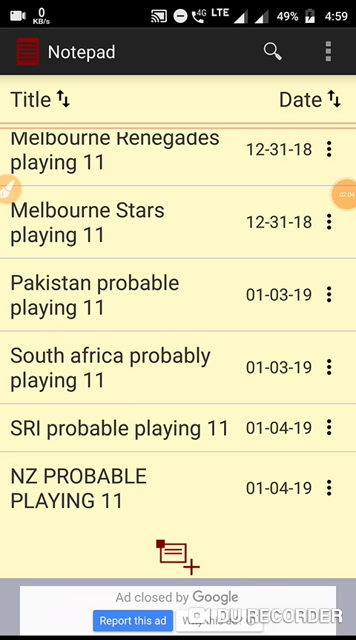 0 KB/s 4G LTE 49% 4:59
Notepad
Title Date
Melbourne Renegades
playing 11 12-31-18
Melbourne Stars
playing 11 12-31-18
Pakistan probable
playing 11 01-03-19
South africa probably
playing 11 01-03-19
SRI probable playing 11 01-04-19
NZ PROBABLE
PLAYING 11 01-04-19
Ad closed by Google
Report this ad
DU RECORDER